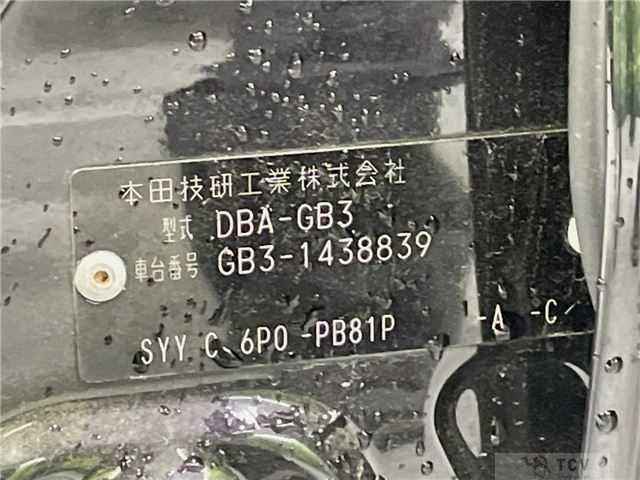 本田技研工業株式会社
型式 DBA-GB3
車台番号 GB3-1438839
SYY C 6P0 -PB81P -A -C
TCV